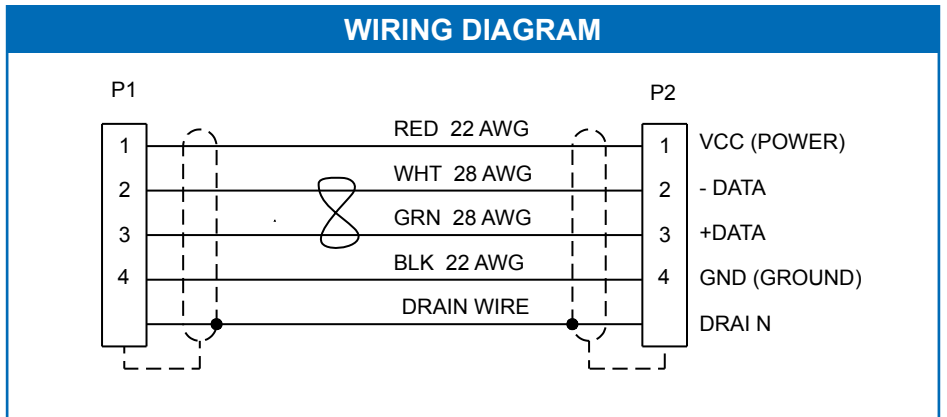 WIRING DIAGRAM
P1
P2
1 RED 22 AWG 1 VCC (POWER)
2 WHT 28 AWG 2 - DATA
3 GRN 28 AWG 3 +DATA
4 BLK 22 AWG 4 GND (GROUND)
DRAIN WIRE DRAI N